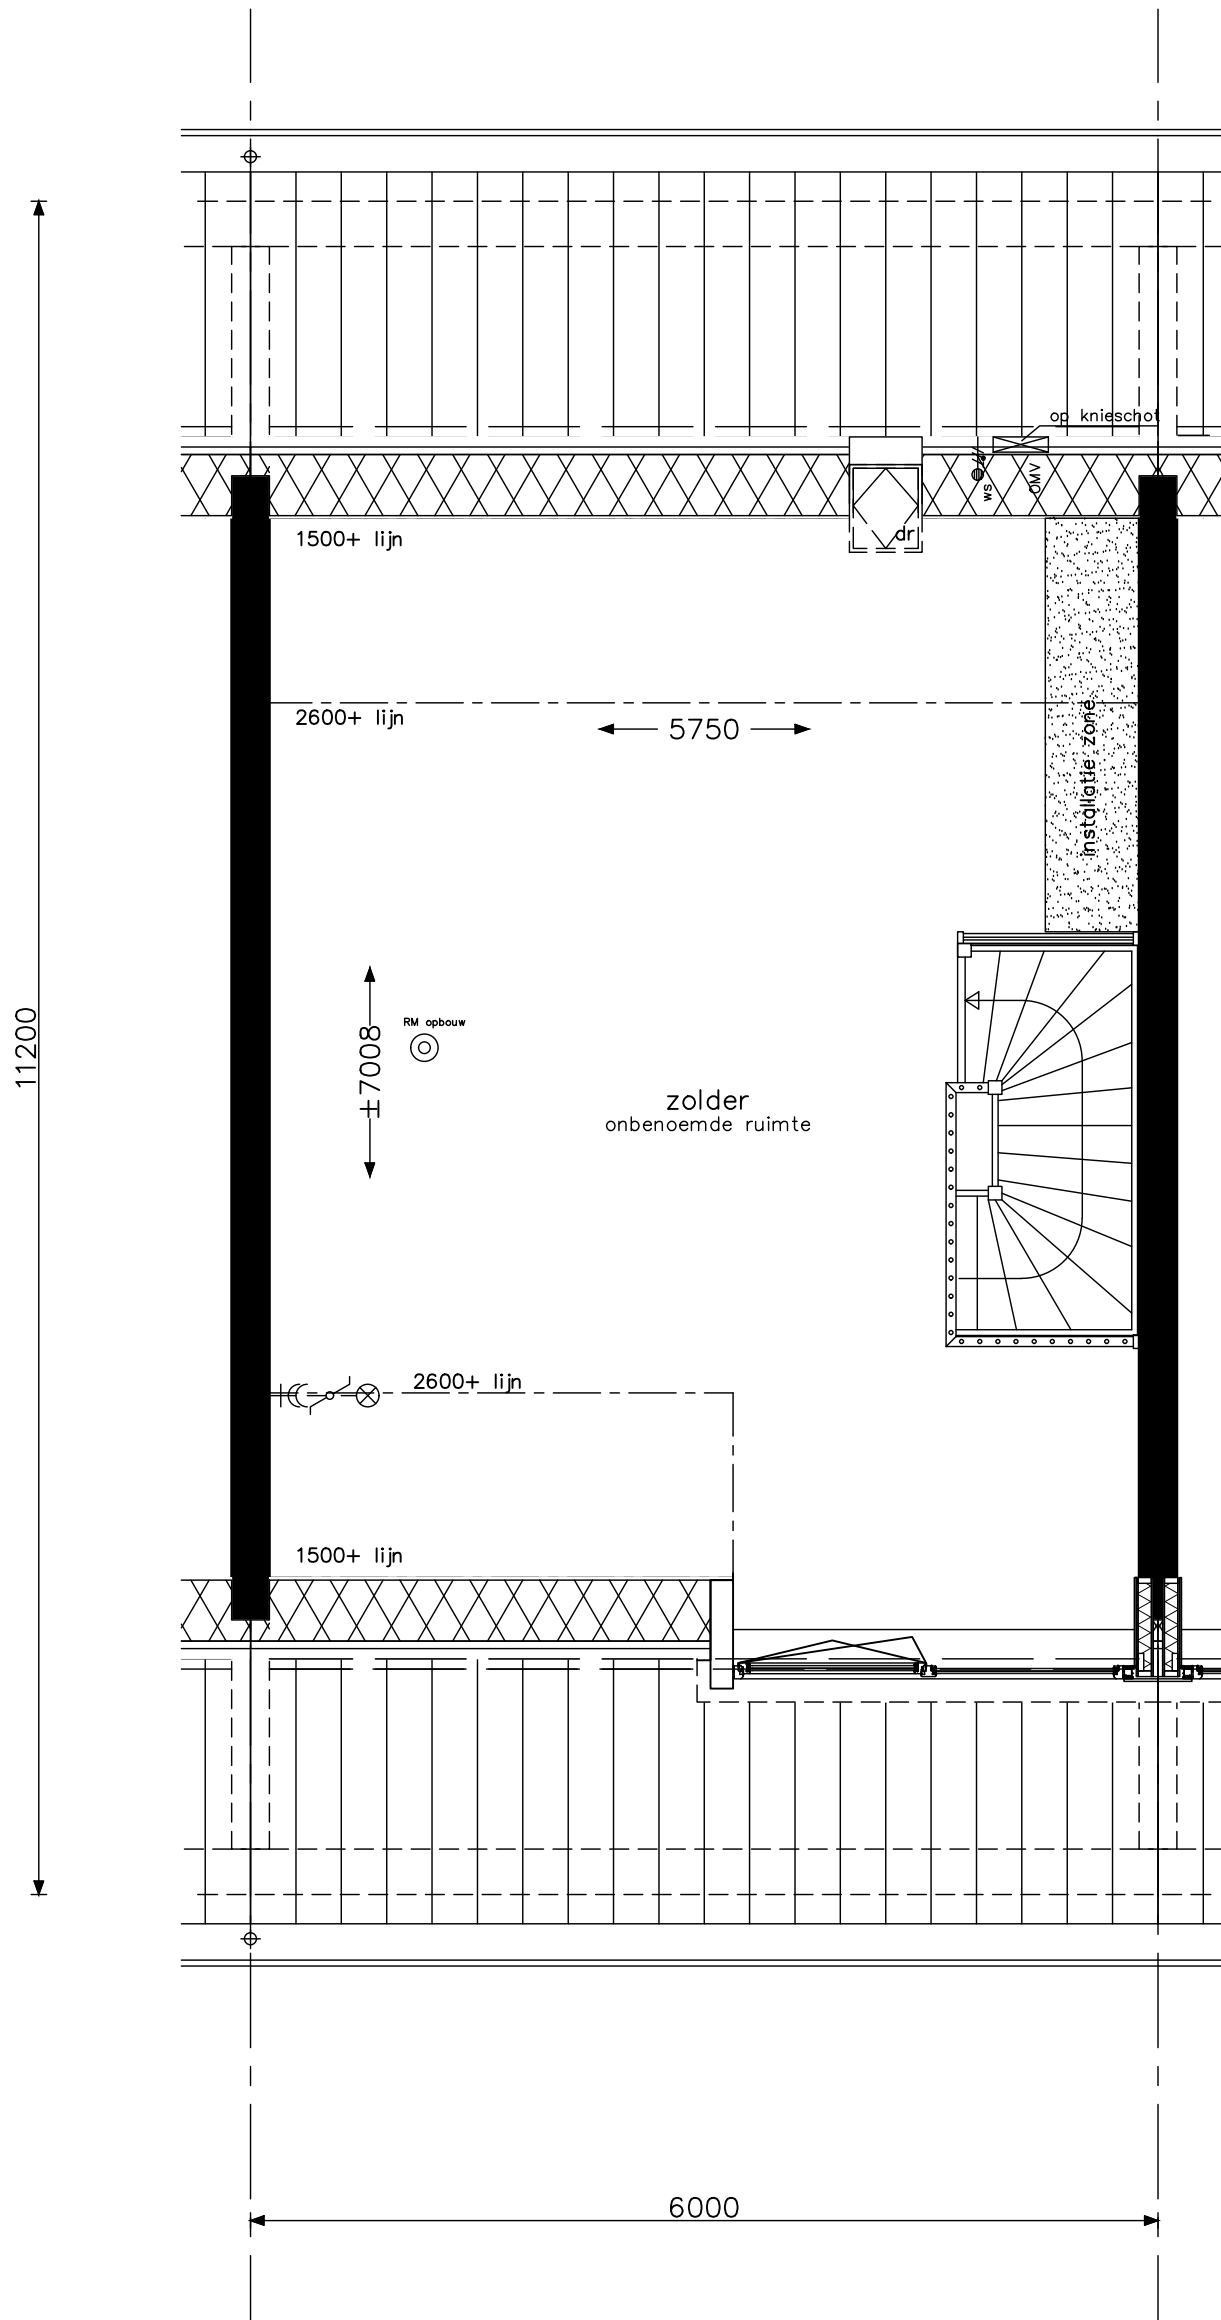 op knieschot
ws
OMV
dr
1500+ lijn
2600+ lijn
5750
installatie zone
11200
±7008
RM opbouw
zolder
onbenoemde ruimte
2600+ lijn
1500+ lijn
6000